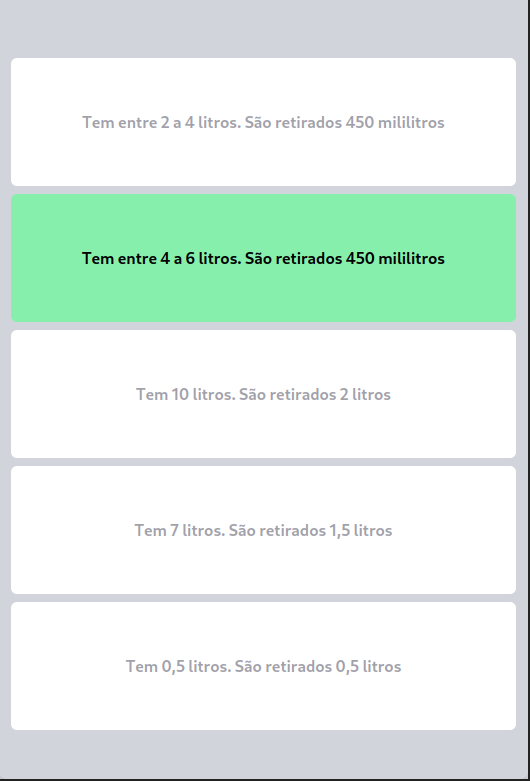 Tem entre 2 a 4 litros. São retirados 450 mililitros
Tem entre 4 a 6 litros. São retirados 450 mililitros
Tem 10 litros. São retirados 2 litros
Tem 7 litros. São retirados 1,5 litros
Tem 0,5 litros. São retirados 0,5 litros